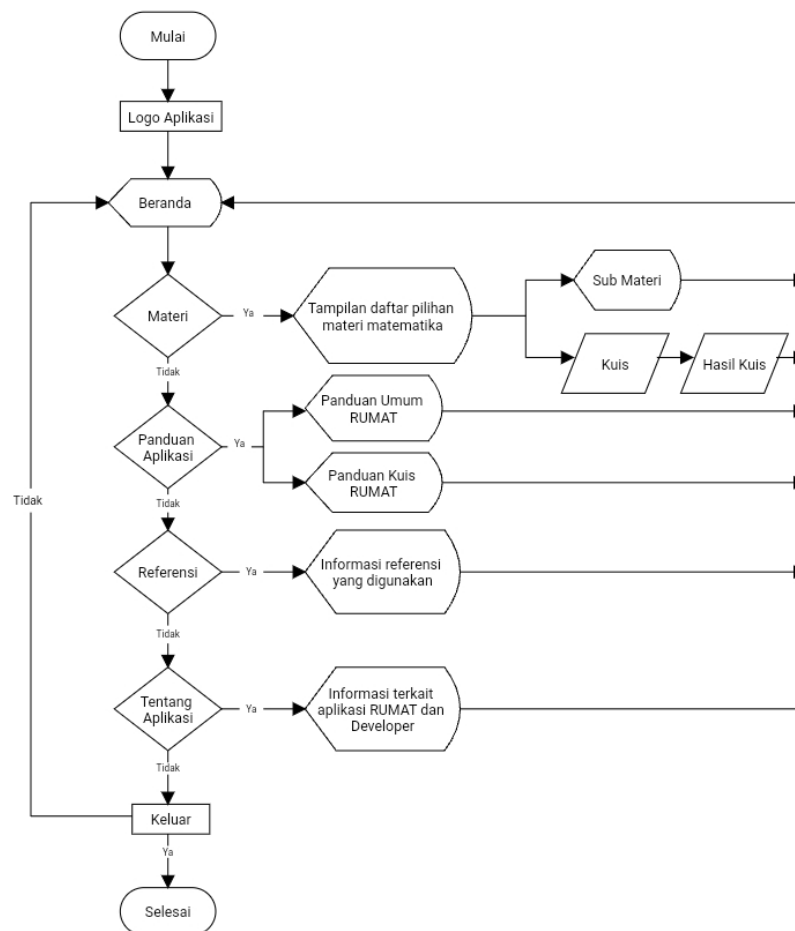 Mulai
Logo Aplikasi
Beranda
Materi
Ya
Tampilan daftar pilihan
materi matematika
Sub Materi
Kuis
Hasil Kuis
Tidak
Panduan
Aplikasi
Ya
Panduan Umum
RUMAT
Panduan Kuis
RUMAT
Tidak
Tidak
Referensi
Ya
Informasi referensi
yang digunakan
Tidak
Tentang
Aplikasi
Ya
Informasi terkait
aplikasi RUMAT dan
Developer
Tidak
Keluar
Ya
Selesai